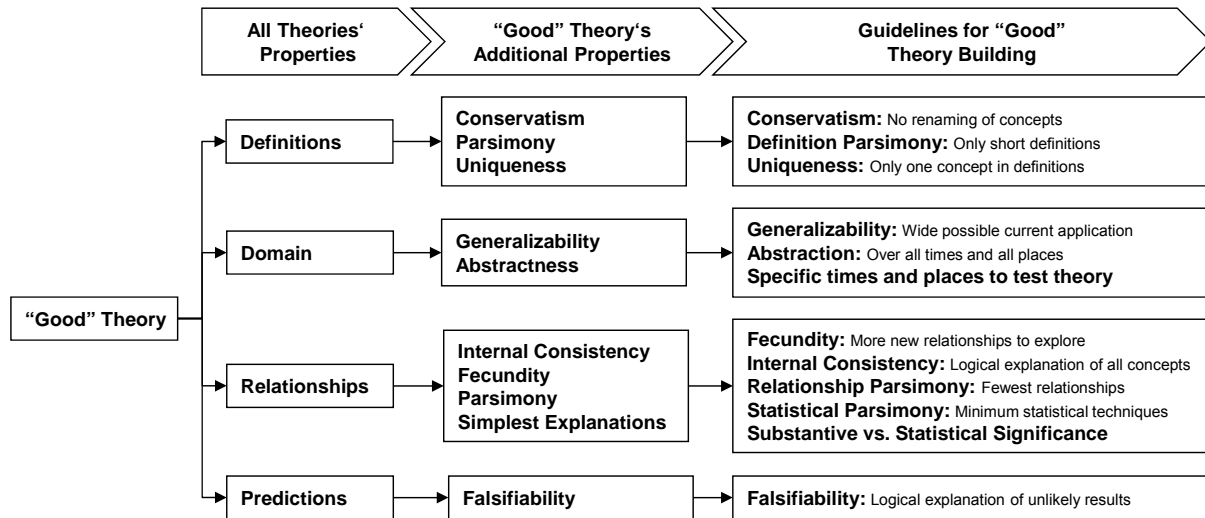 All Theories‘
Properties
“Good” Theory‘s
Additional Properties
Guidelines for “Good”
Theory Building
“Good” Theory
Definitions
Conservatism
Parsimony
Uniqueness
Conservatism: No renaming of concepts
Definition Parsimony: Only short definitions
Uniqueness: Only one concept in definitions
Domain
Generalizability
Abstractness
Generalizability: Wide possible current application
Abstraction: Over all times and all places
Specific times and places to test theory
Relationships
Internal Consistency
Fecundity
Parsimony
Simplest Explanations
Fecundity: More new relationships to explore
Internal Consistency: Logical explanation of all concepts
Relationship Parsimony: Fewest relationships
Statistical Parsimony: Minimum statistical techniques
Substantive vs. Statistical Significance
Predictions
Falsifiability
Falsifiability: Logical explanation of unlikely results